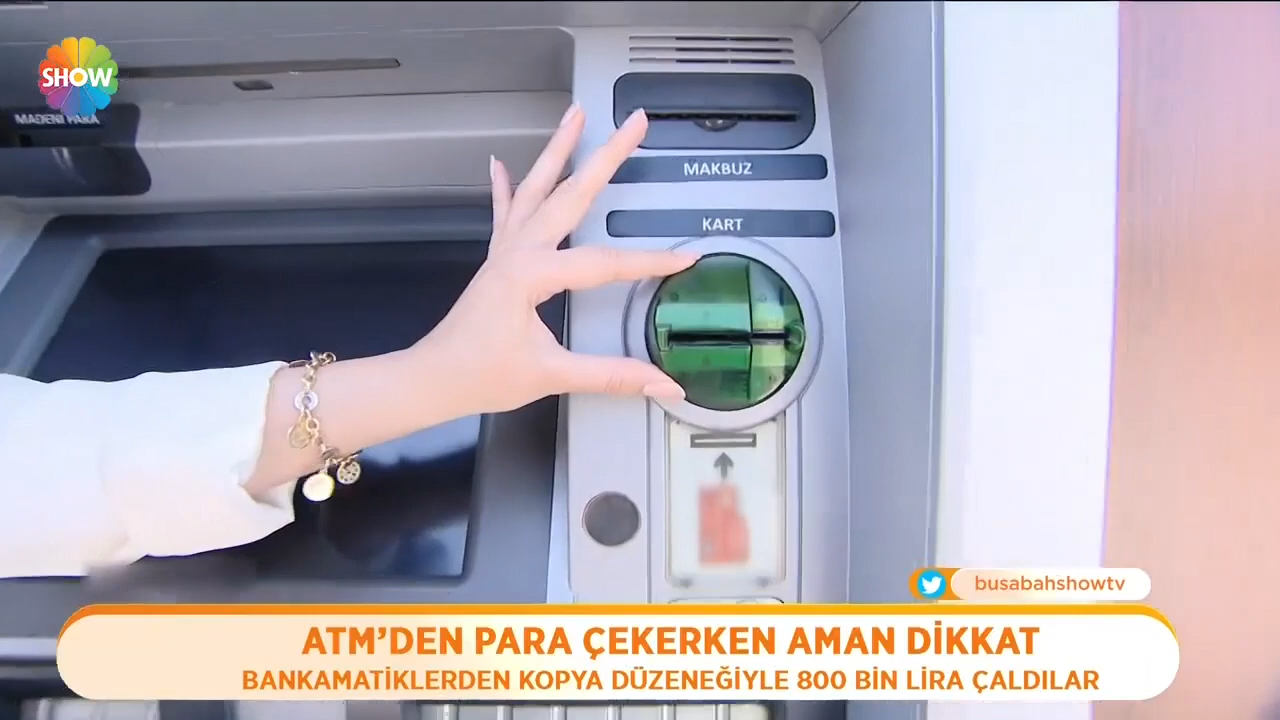 SHOW
MADENİ PARA
MAKBUZ
KART
busabahshowtv
ATM'DEN PARA ÇEKERKEN AMAN DİKKAT
BANKAMATİKLERDEN KOPYA DÜZENEĞİYLE 800 BİN LİRA ÇALDILAR